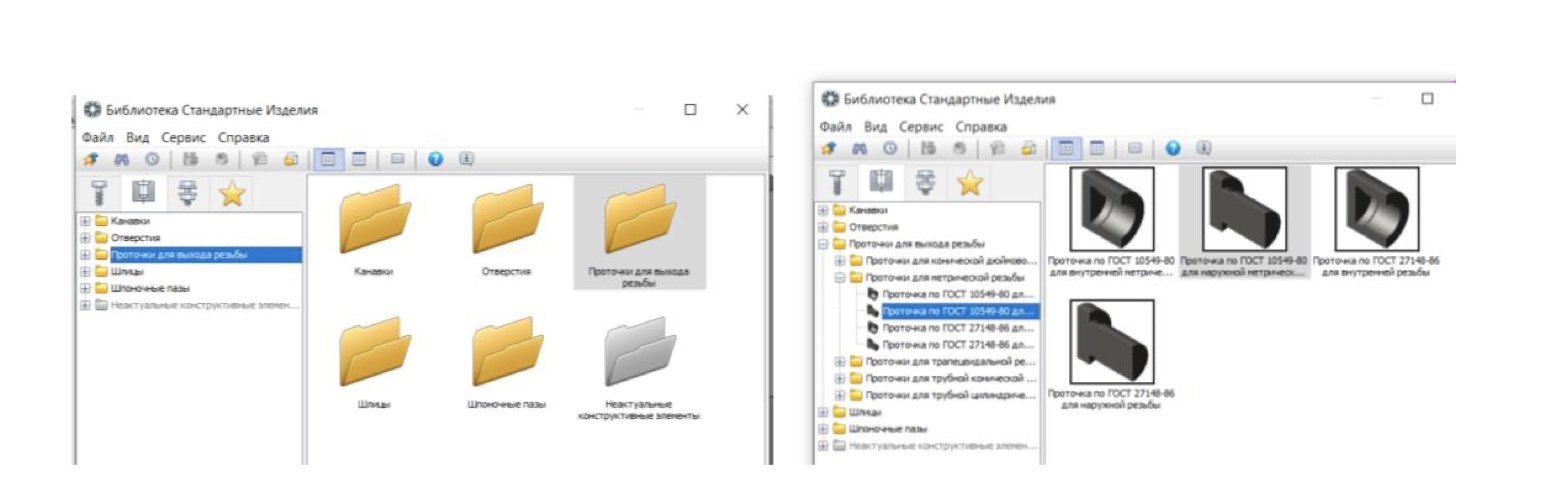 Библиотека Стандартные Изделия
Файл Вид Сервис Справка
Канавки
Отверстия
Проточки для выхода резьбы
Шлицы
Шпоночные пазы
Неактуальные конструктивные элемен...
Канавки
Отверстия
Проточки для выхода
резьбы
Шлицы
Шпоночные пазы
Неактуальные
конструктивные элементы
Библиотека Стандартные Изделия
Файл Вид Сервис Справка
Канавки
Отверстия
Проточки для выхода резьбы
Проточки для конической дюймово...
Проточки для метрической резьбы
Проточка по ГОСТ 10549-80 дл...
Проточка по ГОСТ 10549-80 дл...
Проточка по ГОСТ 27148-86 дл...
Проточка по ГОСТ 27148-86 дл...
Проточки для трапецеидальной ре...
Проточки для трубной конической ...
Проточки для трубной цилиндриче...
Шлицы
Шпоночные пазы
Неактуальные конструктивные элемен...
Проточка по ГОСТ 10549-80
для внутренней метриче...
Проточка по ГОСТ 10549-80
для наружной метрическ...
Проточка по ГОСТ 27148-86
для внутренней резьбы
Проточка по ГОСТ 27148-86
для наружной резьбы